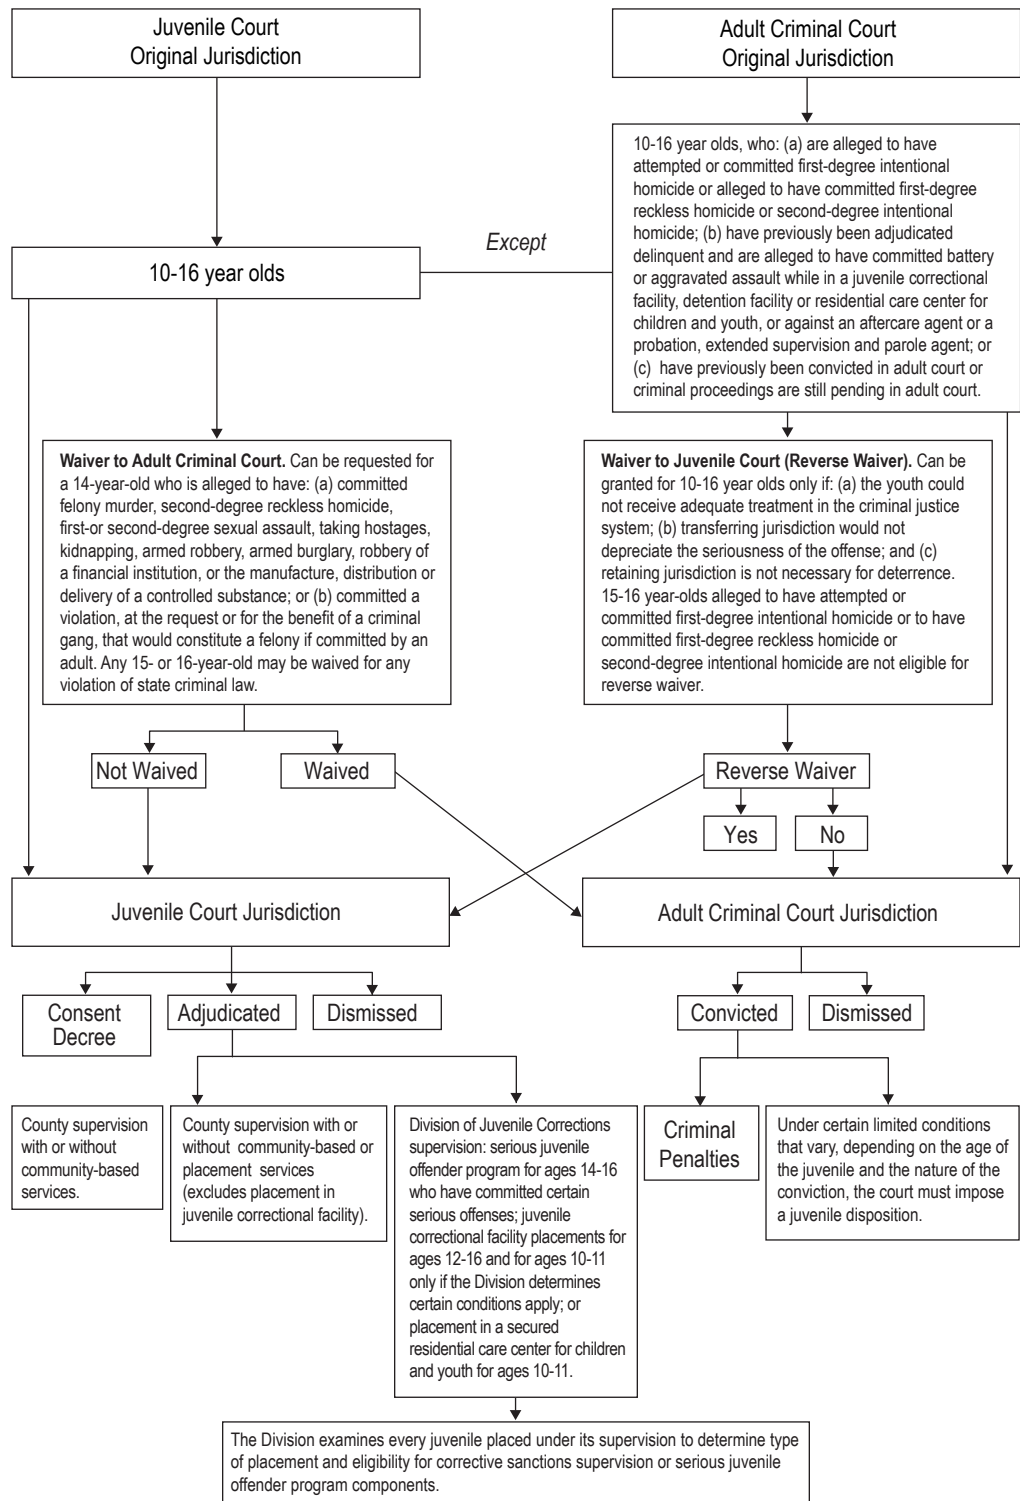 Juvenile Court
Original Jurisdiction
Adult Criminal Court
Original Jurisdiction
10-16 year olds, who: (a) are alleged to have
attempted or committed first-degree intentional
homicide or alleged to have committed first-degree
reckless homicide or second-degree intentional
homicide; (b) have previously been adjudicated
delinquent and are alleged to have committed battery
or aggravated assault while in a juvenile correctional
facility, detention facility or residential care center for
children and youth, or against an aftercare agent or a
probation, extended supervision and parole agent; or
(c) have previously been convicted in adult court or
criminal proceedings are still pending in adult court.
Except
10-16 year olds
Waiver to Adult Criminal Court. Can be requested for
a 14-year-old who is alleged to have: (a) committed
felony murder, second-degree reckless homicide,
first-or second-degree sexual assault, taking hostages,
kidnapping, armed robbery, armed burglary, robbery of
a financial institution, or the manufacture, distribution or
delivery of a controlled substance; or (b) committed a
violation, at the request or for the benefit of a criminal
gang, that would constitute a felony if committed by an
adult. Any 15- or 16-year-old may be waived for any
violation of state criminal law.
Waiver to Juvenile Court (Reverse Waiver). Can be
granted for 10-16 year olds only if: (a) the youth could
not receive adequate treatment in the criminal justice
system; (b) transferring jurisdiction would not
depreciate the seriousness of the offense; and (c)
retaining jurisdiction is not necessary for deterrence.
15-16 year-olds alleged to have attempted or
committed first-degree intentional homicide or to have
committed first-degree reckless homicide or
second-degree intentional homicide are not eligible for
reverse waiver.
Not Waived
Waived
Reverse Waiver
Yes
No
Juvenile Court Jurisdiction
Adult Criminal Court Jurisdiction
Consent
Decree
Adjudicated
Dismissed
Convicted
Dismissed
County supervision
with or without
community-based
services.
County supervision with or
without community-based or
placement services
(excludes placement in
juvenile correctional facility).
Division of Juvenile Corrections
supervision: serious juvenile
offender program for ages 14-16
who have committed certain
serious offenses; juvenile
correctional facility placements for
ages 12-16 and for ages 10-11
only if the Division determines
certain conditions apply; or
placement in a secured
residential care center for children
and youth for ages 10-11.
Criminal
Penalties
Under certain limited conditions
that vary, depending on the age of
the juvenile and the nature of the
conviction, the court must impose
a juvenile disposition.
The Division examines every juvenile placed under its supervision to determine type
of placement and eligibility for corrective sanctions supervision or serious juvenile
offender program components.